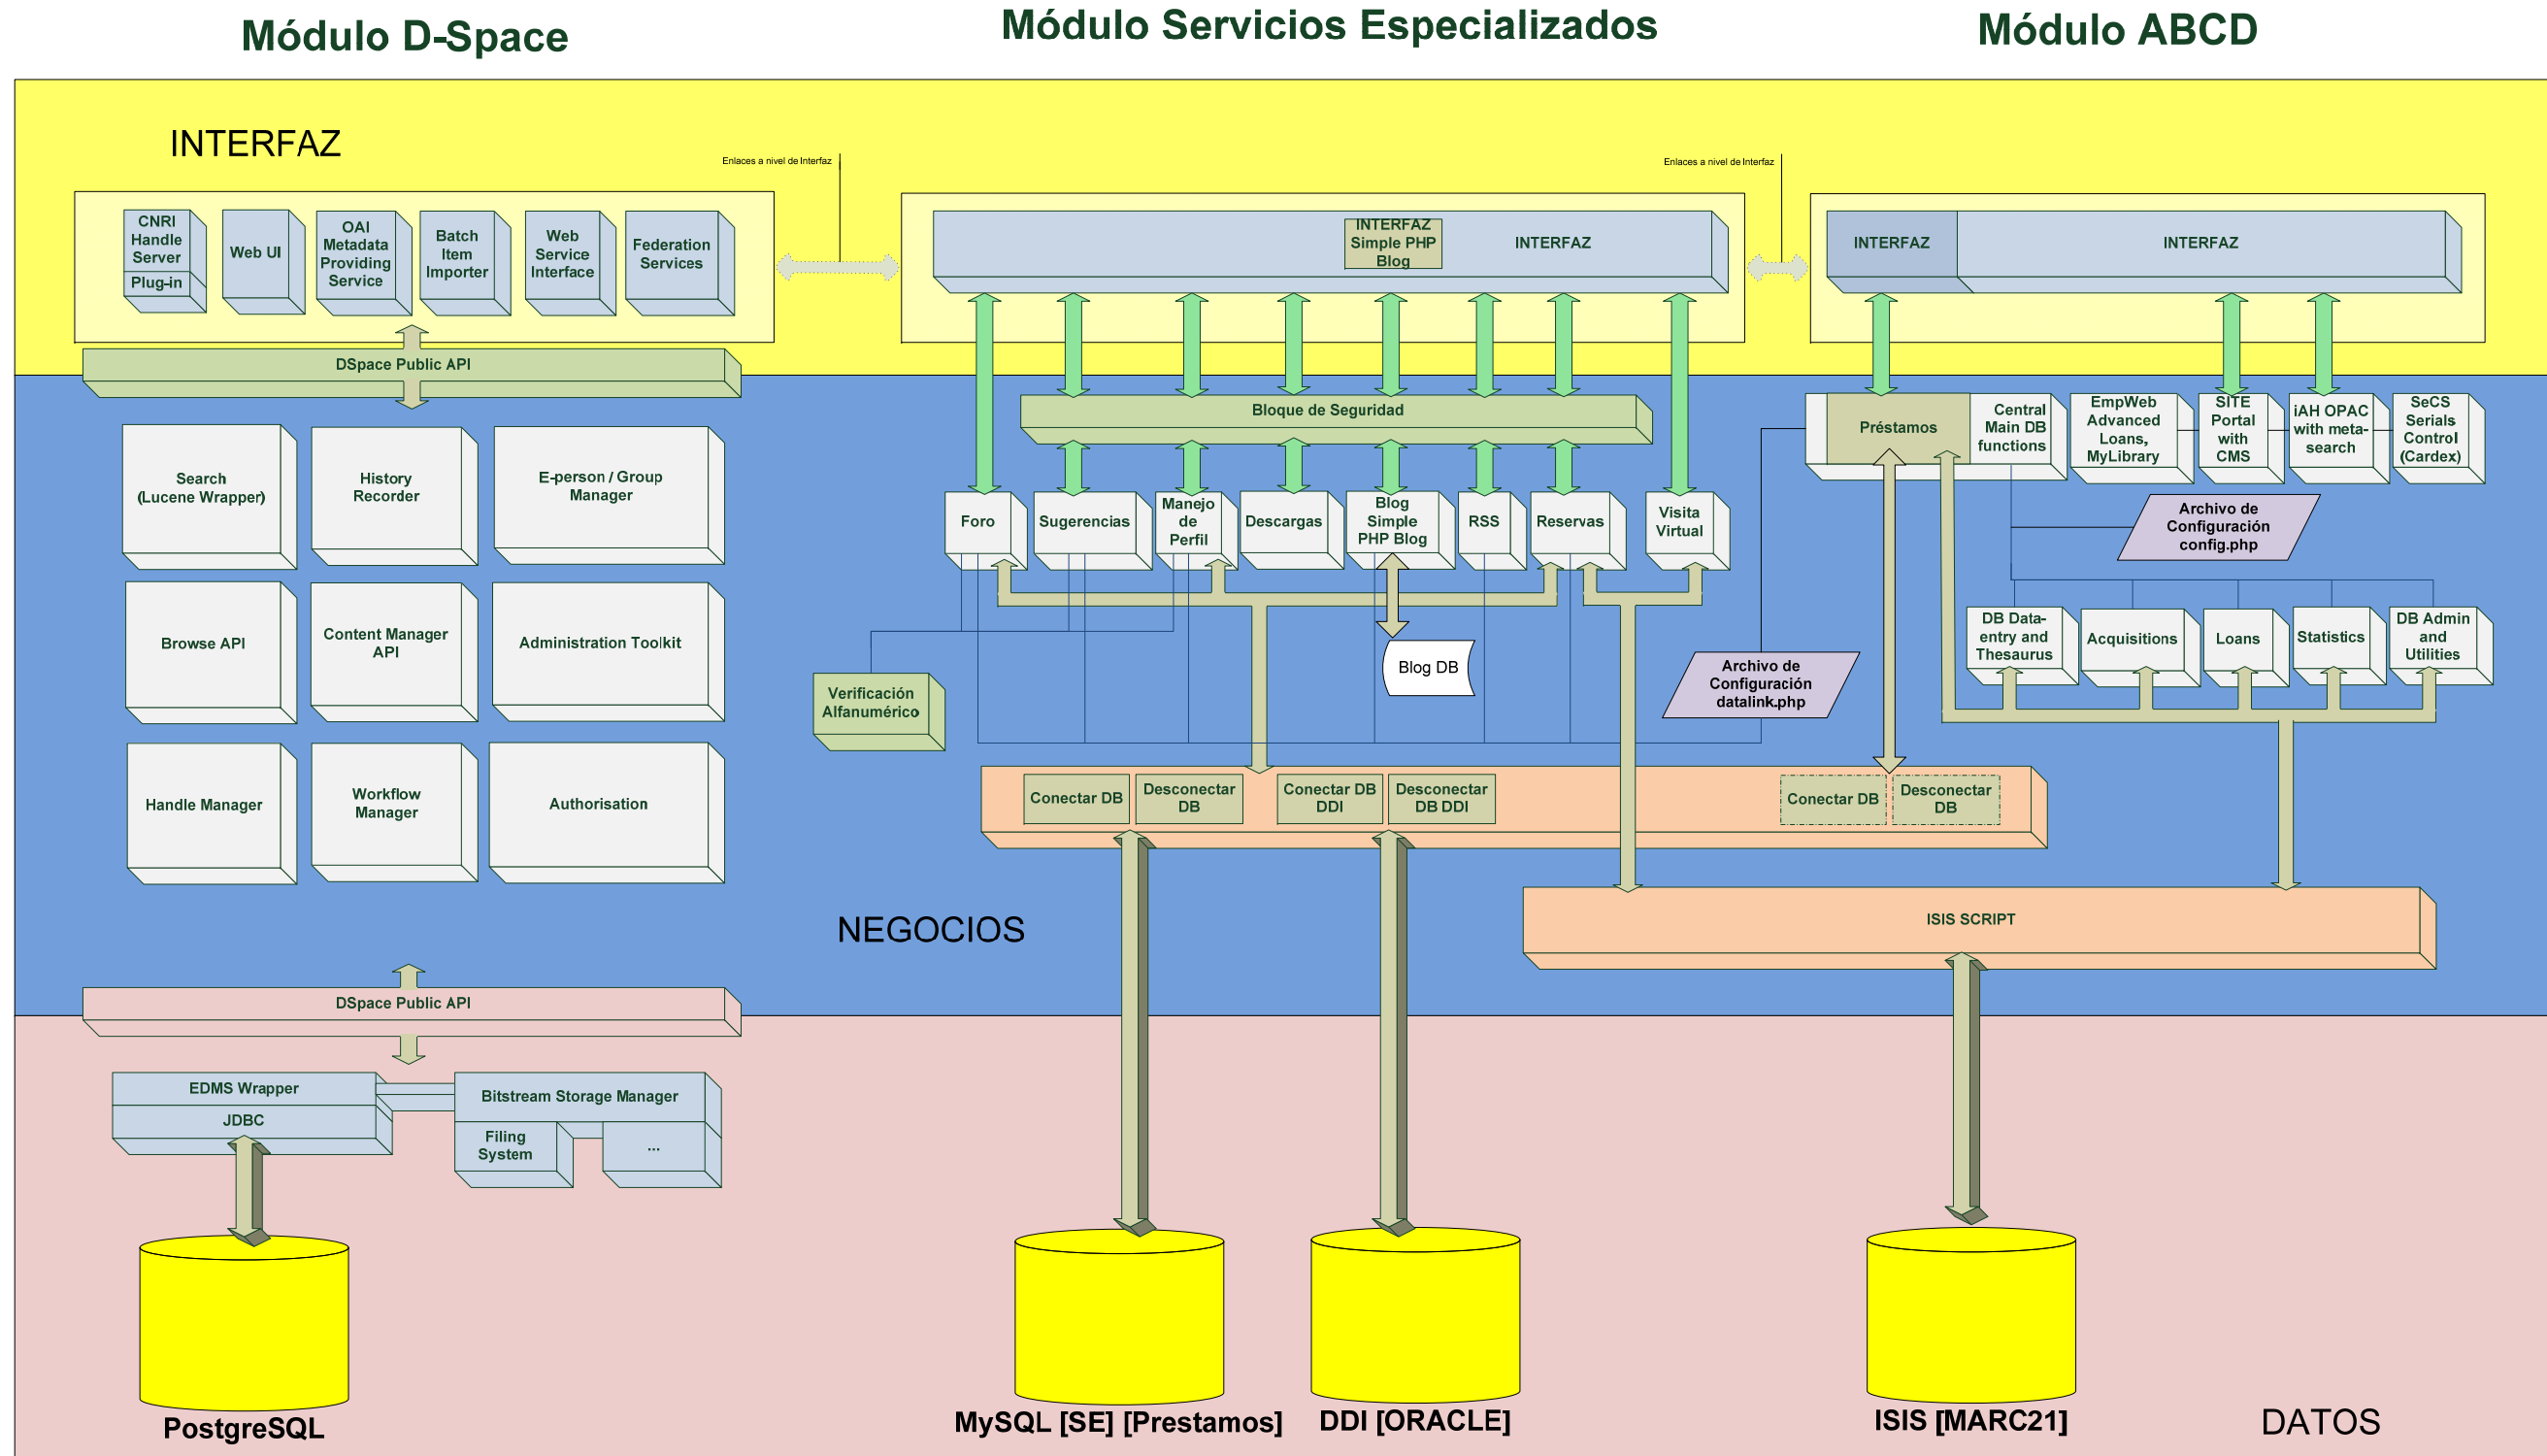 Módulo D-Space
Módulo Servicios Especializados
Módulo ABCD
INTERFAZ
Enlaces a nivel de Interfaz
Enlaces a nivel de Interfaz
CNRI
Handle
Server
Plug-in
Web UI
OAI
Metadata
Providing
Service
Batch
Item
Importer
Web
Service
Interface
Federation
Services
INTERFAZ
Simple PHP
Blog
INTERFAZ
INTERFAZ
INTERFAZ
DSpace Public API
Bloque de Seguridad
Préstamos
Central
Main DB
functions
EmpWeb
Advanced
Loans,
MyLibrary
SITE
Portal
with
CMS
iAH OPAC
with meta-
search
SeCS
Serials
Control
(Cardex)
Search
(Lucene Wrapper)
History
Recorder
E-person / Group
Manager
Foro
Sugerencias
Manejo
de
Perfil
Descargas
Blog
Simple
PHP Blog
RSS
Reservas
Visita
Virtual
Archivo de
Configuración
config.php
Browse API
Content Manager
API
Administration Toolkit
Blog DB
Verificación
Alfanumérico
Archivo de
Configuración
datalink.php
DB Data-
entry and
Thesaurus
Acquisitions
Loans
Statistics
DB Admin
and
Utilities
Handle Manager
Workflow
Manager
Authorisation
Conectar DB
Desconectar
DB
Conectar DB
DDI
Desconectar
DB DDI
Conectar DB
Desconectar
DB
NEGOCIOS
ISIS SCRIPT
DSpace Public API
EDMS Wrapper
JDBC
Bitstream Storage Manager
Filing
System
...
PostgreSQL
MySQL [SE] [Prestamos]
DDI [ORACLE]
ISIS [MARC21]
DATOS